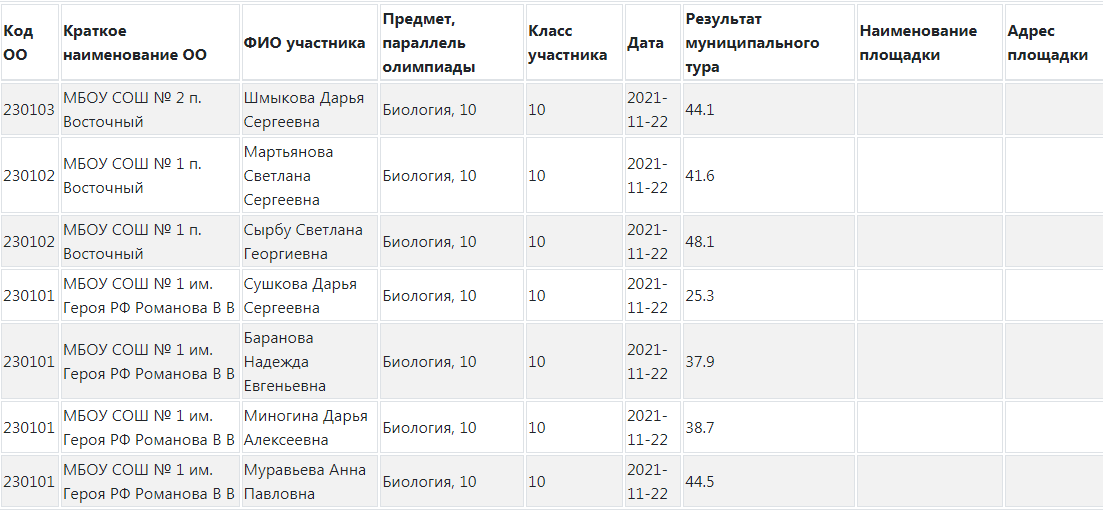 Код ОО Краткое наименование ОО ФИО участника Предмет, параллель олимпиады Класс участника Дата Результат муниципального тура Наименование площадки Адрес площадки
230103 МБОУ СОШ № 2 п. Восточный Шмыкова Дарья Сергеевна Биология, 10 10 2021-11-22 44.1
230102 МБОУ СОШ № 1 п. Восточный Мартьянова Светлана Сергеевна Биология, 10 10 2021-11-22 41.6
230102 МБОУ СОШ № 1 п. Восточный Сырбу Светлана Георгиевна Биология, 10 10 2021-11-22 48.1
230101 МБОУ СОШ № 1 им. Героя РФ Романова В В Сушкова Дарья Сергеевна Биология, 10 10 2021-11-22 25.3
230101 МБОУ СОШ № 1 им. Героя РФ Романова В В Баранова Надежда Евгеньевна Биология, 10 10 2021-11-22 37.9
230101 МБОУ СОШ № 1 им. Героя РФ Романова В В Миногина Дарья Алексеевна Биология, 10 10 2021-11-22 38.7
230101 МБОУ СОШ № 1 им. Героя РФ Романова В В Муравьева Анна Павловна Биология, 10 10 2021-11-22 44.5